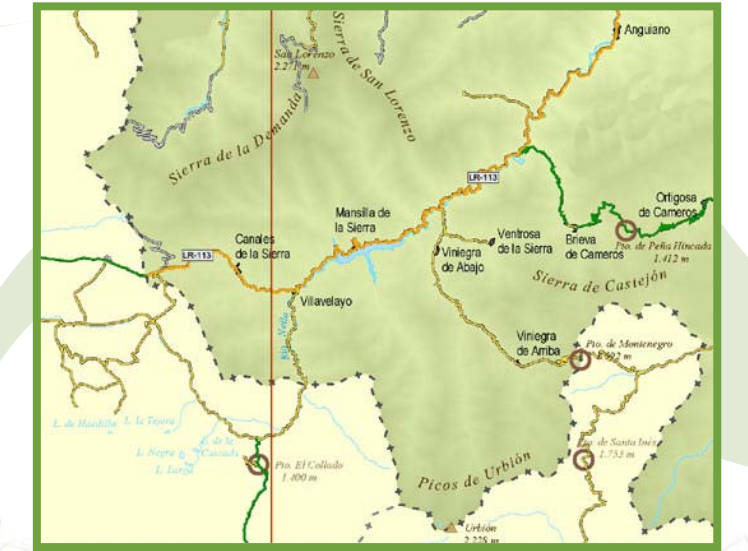 Anguiano
San Lorenzo
2.271 m
Sierra de San Lorenzo
Sierra de la Demanda
LR-113
Ortigosa
de Cameros
Mansilla de
la Sierra
Canales
de la Sierra
LR-113
Ventrosa
de la Sierra
Viniegra
de Abajo
Brieva
de Cameros
Pto. de Peña Hincada
1.412 m
Sierra de Castejón
Villavelayo
Río Neila
Viniegra
de Arriba
Pto. de Montenegro
Pto. de Santa Inés
1.753 m
L. de Haedilla
L. la Tejera
L. de la
Cascada
L. Negra
L. Larga
Pto. El Collado
1.400 m
Picos de Urbión
Urbión
2.228 m